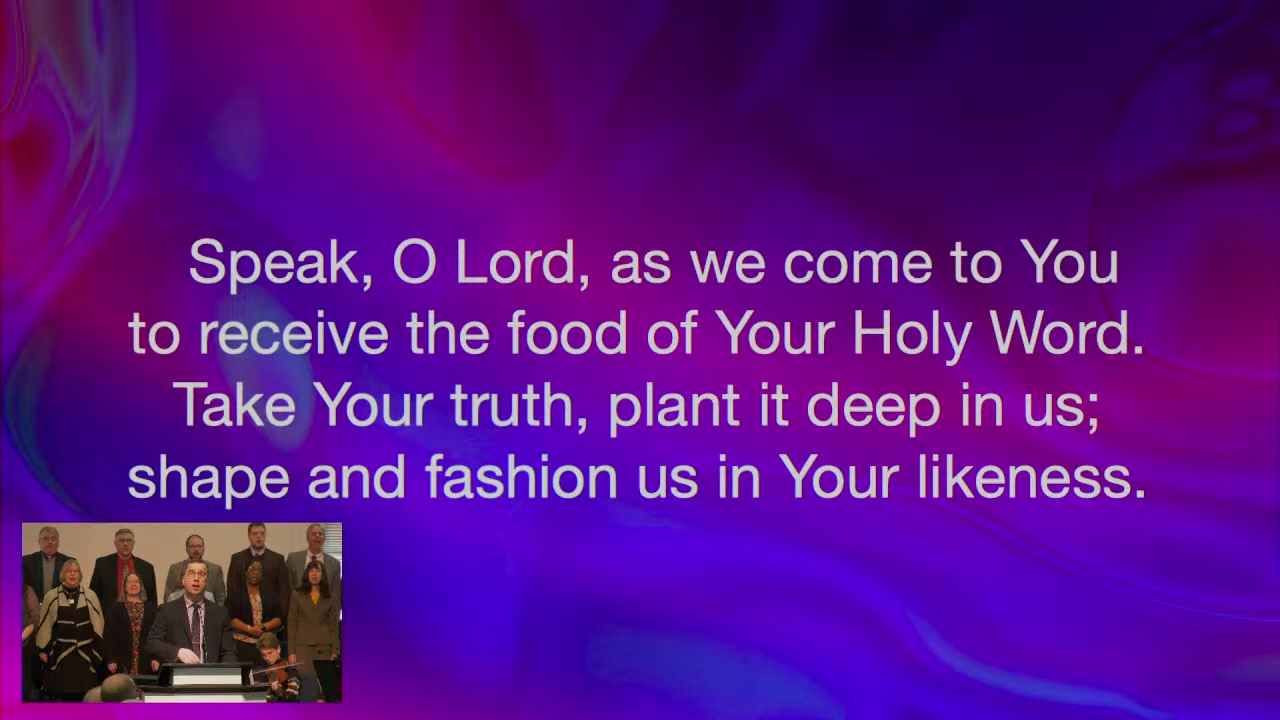 Speak, O Lord, as we come to You
to receive the food of Your Holy Word.
Take Your truth, plant it deep in us;
shape and fashion us in Your likeness.